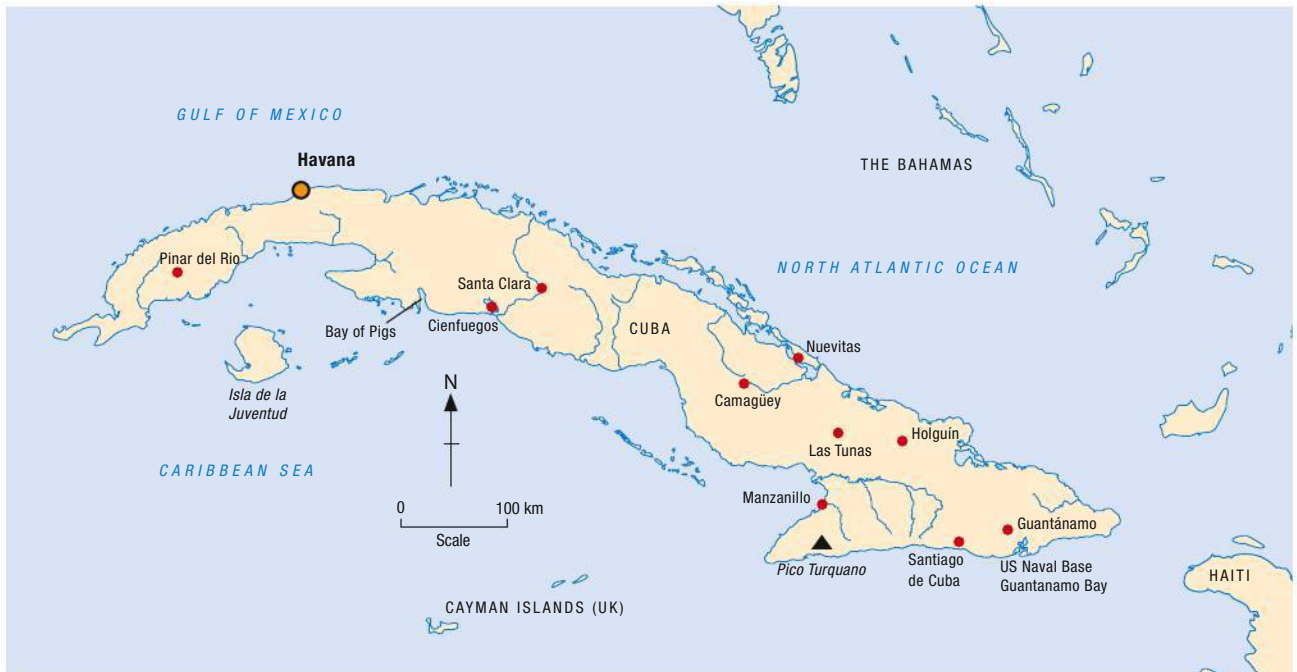 GULF OF MEXICO
Havana
THE BAHAMAS
Pinar del Rio
NORTH ATLANTIC OCEAN
Santa Clara
Bay of Pigs
Cienfuegos
CUBA
Nuevitas
Isla de la
Juventud
N
Camagüey
Las Tunas
Holguín
CARIBBEAN SEA
Manzanillo
0 100 km
Scale
Guantánamo
Pico Turquano
Santiago
de Cuba
US Naval Base
Guantanamo Bay
HAITI
CAYMAN ISLANDS (UK)